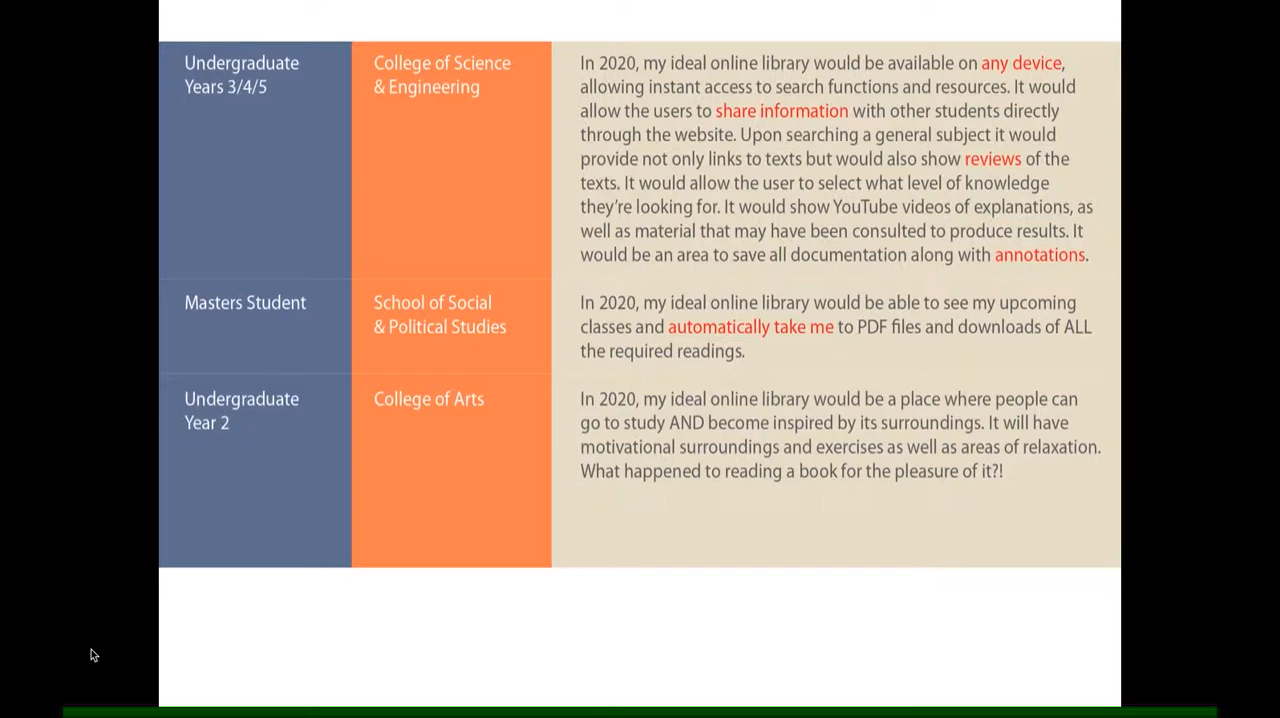 Undergraduate
Years 3/4/5
College of Science
& Engineering
In 2020, my ideal online library would be available on any device,
allowing instant access to search functions and resources. It would
allow the users to share information with other students directly
through the website. Upon searching a general subject it would
provide not only links to texts but would also show reviews of the
texts. It would allow the user to select what level of knowledge
they’re looking for. It would show YouTube videos of explanations, as
well as material that may have been consulted to produce results. It
would be an area to save all documentation along with annotations.
Masters Student
School of Social
& Political Studies
In 2020, my ideal online library would be able to see my upcoming
classes and automatically take me to PDF files and downloads of ALL
the required readings.
Undergraduate
Year 2
College of Arts
In 2020, my ideal online library would be a place where people can
go to study AND become inspired by its surroundings. It will have
motivational surroundings and exercises as well as areas of relaxation.
What happened to reading a book for the pleasure of it?!